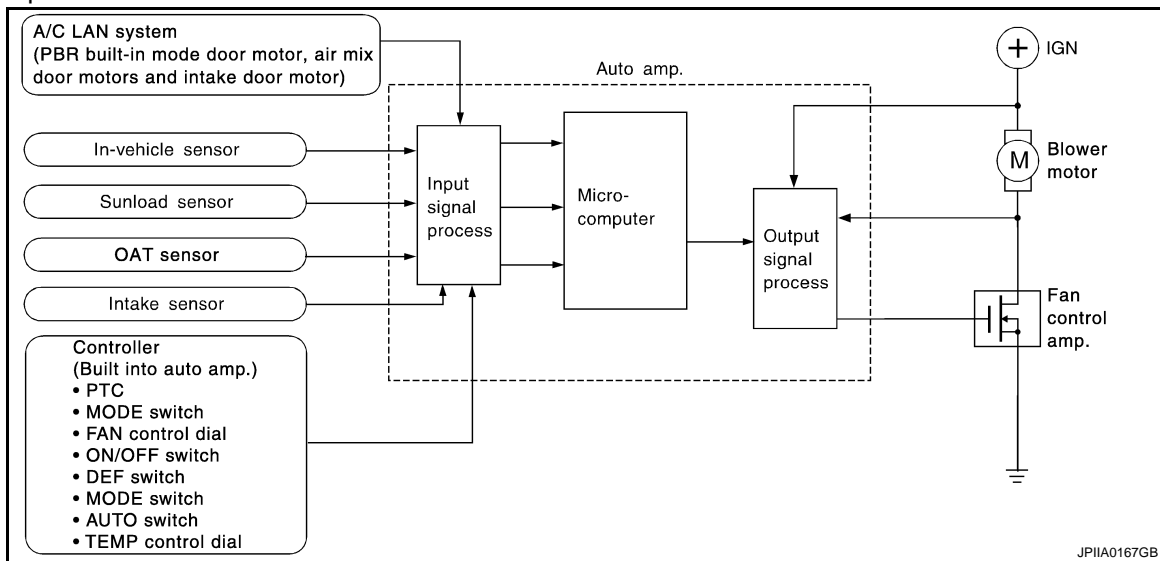 A/C LAN system
(PBR built-in mode door motor, air mix
door motors and intake door motor)
Auto amp.
IGN
In-vehicle sensor
Sunload sensor
OAT sensor
Intake sensor
Input
signal
process
Micro-
computer
Output
signal
process
M
Blower
motor
Fan
control
amp.
Controller
(Built into auto amp.)
• PTC
• MODE switch
• FAN control dial
• ON/OFF switch
• DEF switch
• MODE switch
• AUTO switch
• TEMP control dial
JPIIA0167GB